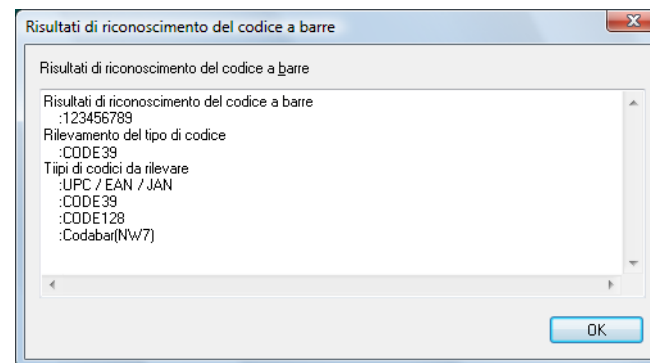 Risultati di riconoscimento del codice a barre
Risultati di riconoscimento del codice a barre
Risultati di riconoscimento del codice a barre
:123456789
Rilevamento del tipo di codice
:CODE39
Tiipi di codici da rilevare
:UPC / EAN / JAN
:CODE39
:CODE128
:Codabar(NW7)
OK